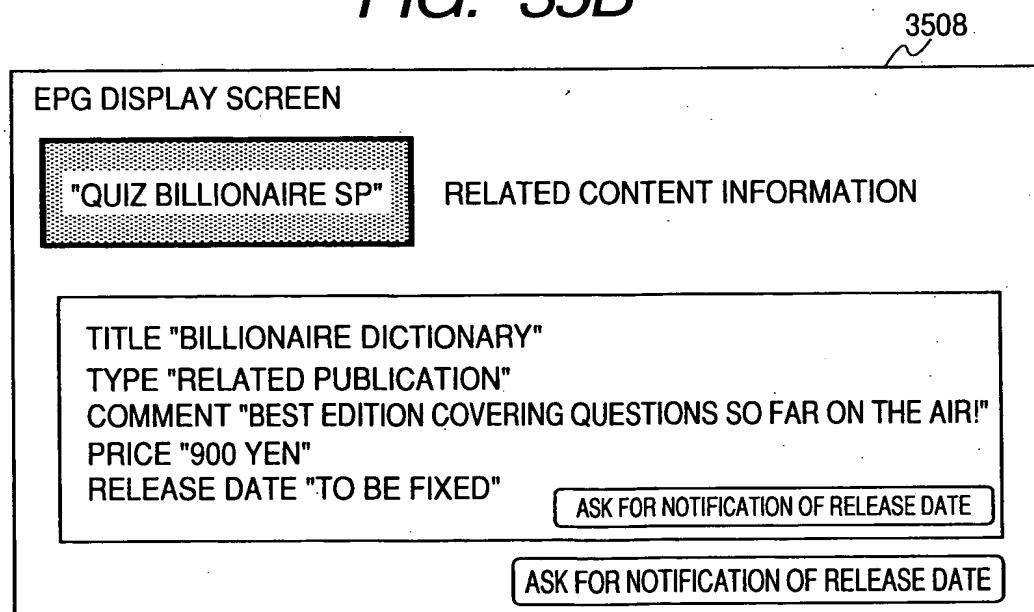 FIG. 35B
3508
EPG DISPLAY SCREEN
"QUIZ BILLIONAIRE SP" RELATED CONTENT INFORMATION
TITLE "BILLIONAIRE DICTIONARY"
TYPE "RELATED PUBLICATION"
COMMENT "BEST EDITION COVERING QUESTIONS SO FAR ON THE AIR!"
PRICE "900 YEN"
RELEASE DATE "TO BE FIXED"
ASK FOR NOTIFICATION OF RELEASE DATE
ASK FOR NOTIFICATION OF RELEASE DATE